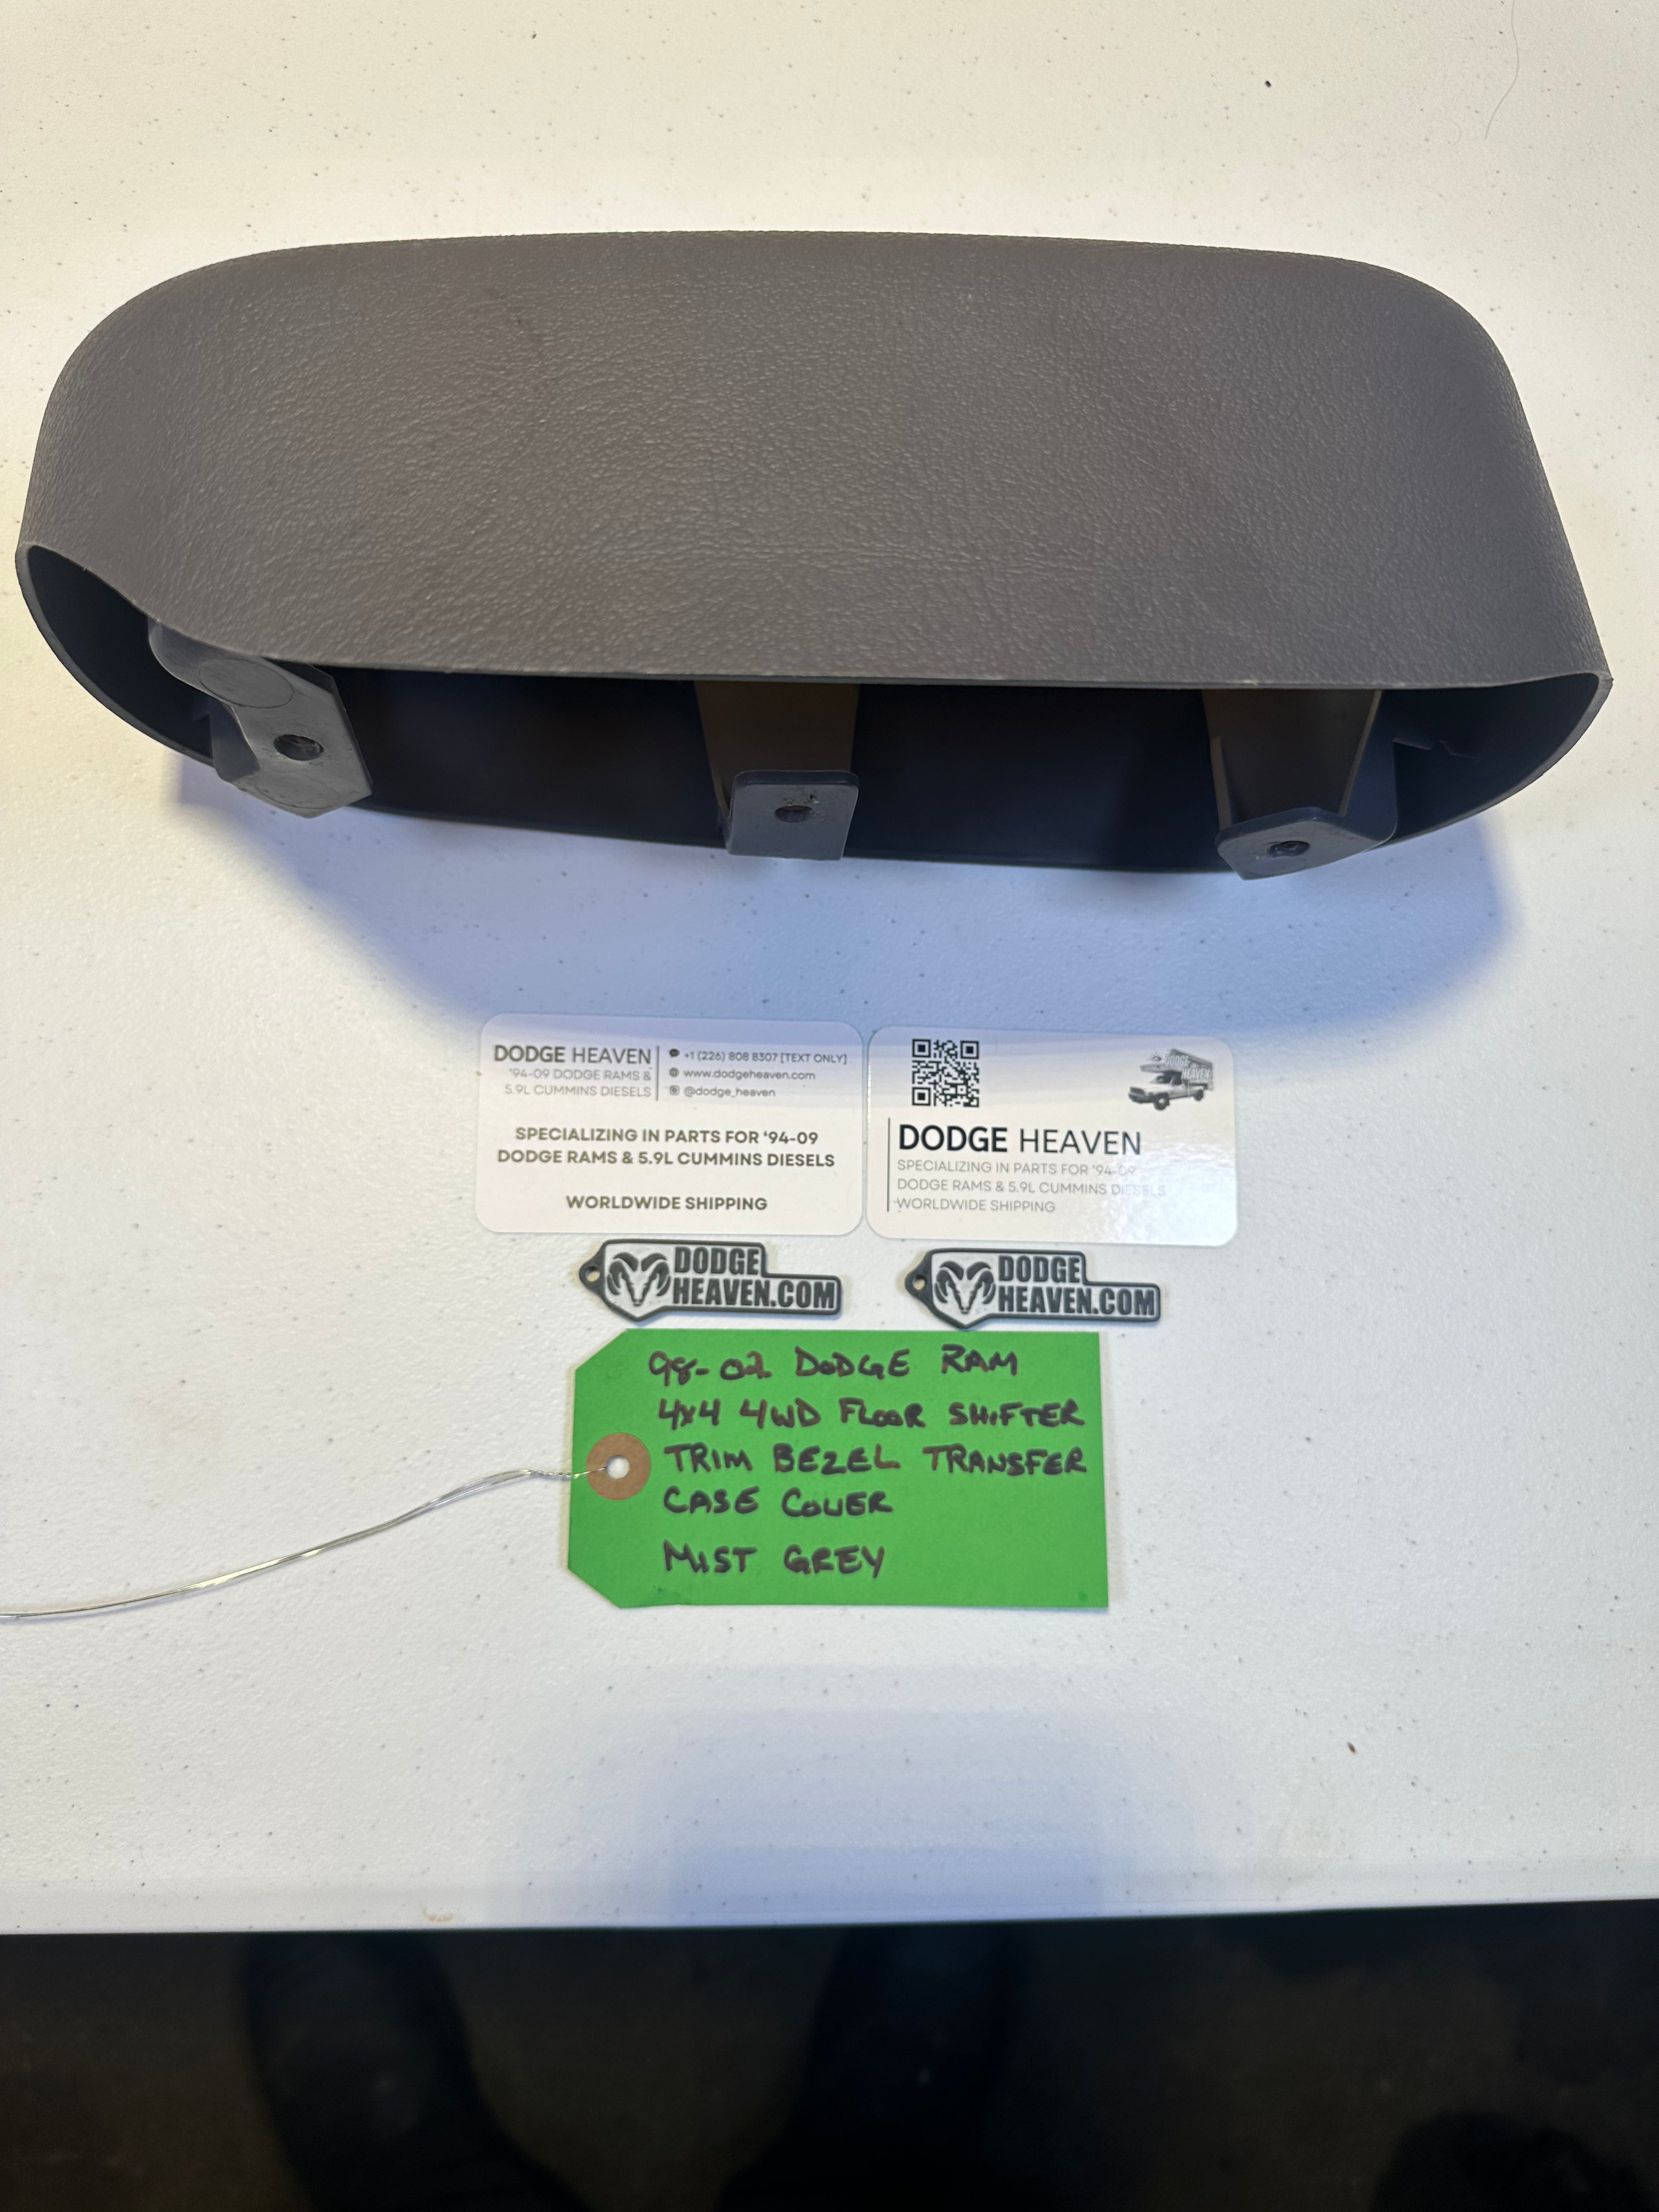 DODGE HEAVEN
'94-09 DODGE RAMS &
5.9L CUMMINS DIESELS
+1 (226) 808 8307 [TEXT ONLY]
www.dodgeheaven.com
@dodge_heaven
SPECIALIZING IN PARTS FOR '94-09
DODGE RAMS & 5.9L CUMMINS DIESELS
WORLDWIDE SHIPPING
DODGE
HEAVEN
DODGE HEAVEN
SPECIALIZING IN PARTS FOR '94-09
DODGE RAMS & 5.9L CUMMINS DIESELS
WORLDWIDE SHIPPING
DODGE
HEAVEN.COM
DODGE
HEAVEN.COM
98-02 DODGE RAM
4x4 4WD FLOOR SHIFTER
TRIM BEZEL TRANSFER
CASE COVER
MIST GREY